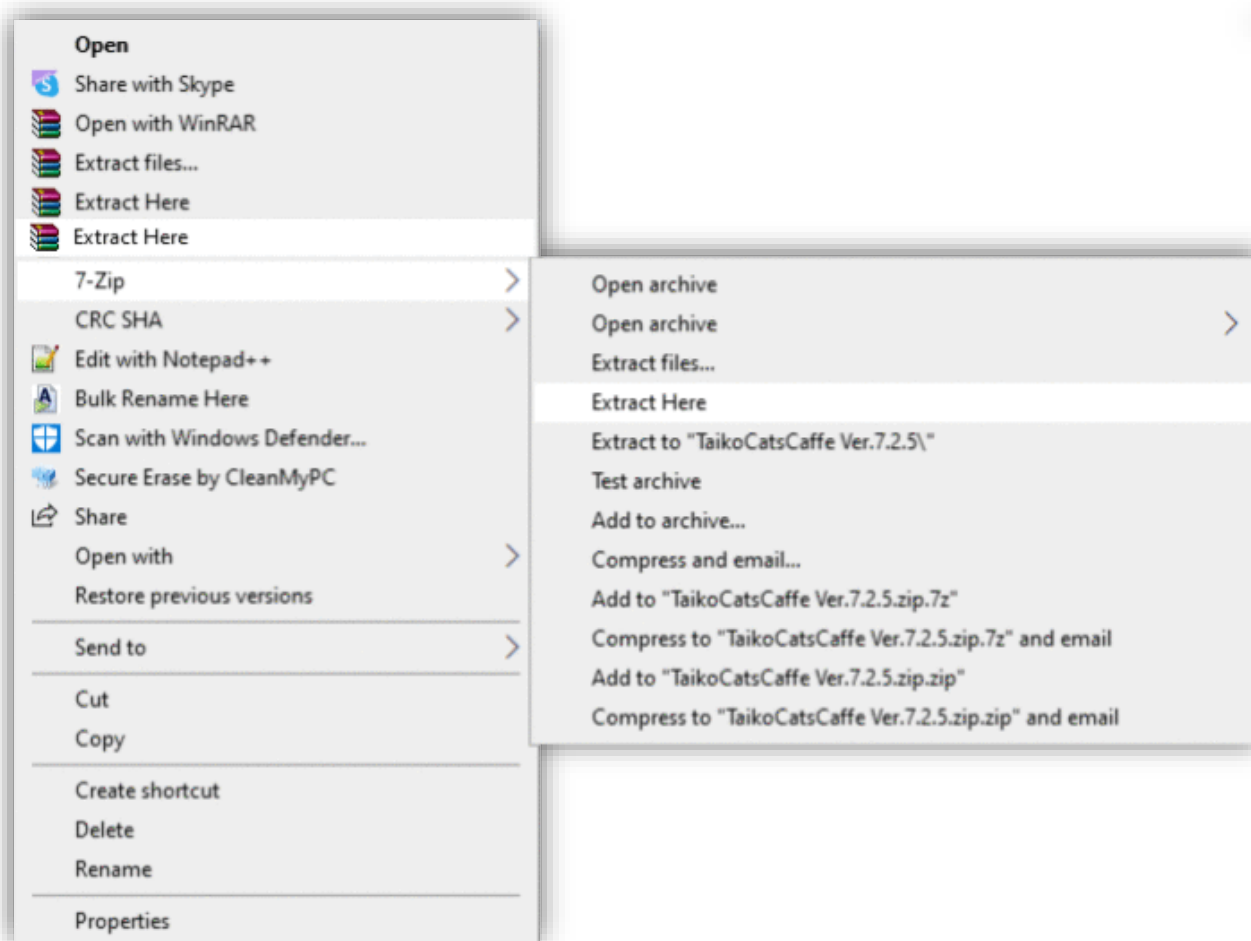 Open
Share with Skype
Open with WinRAR
Extract files...
Extract Here
Extract Here
7-Zip
CRC SHA
Edit with Notepad++
Bulk Rename Here
Scan with Windows Defender...
Secure Erase by CleanMyPC
Share
Open with
Restore previous versions
Send to
Cut
Copy
Create shortcut
Delete
Rename
Properties
Open archive
Open archive
Extract files...
Extract Here
Extract to "TaikoCatsCaffe Ver.7.2.5\"
Test archive
Add to archive...
Compress and email...
Add to "TaikoCatsCaffe Ver.7.2.5.zip.7z"
Compress to "TaikoCatsCaffe Ver.7.2.5.zip.7z" and email
Add to "TaikoCatsCaffe Ver.7.2.5.zip.zip"
Compress to "TaikoCatsCaffe Ver.7.2.5.zip.zip" and email